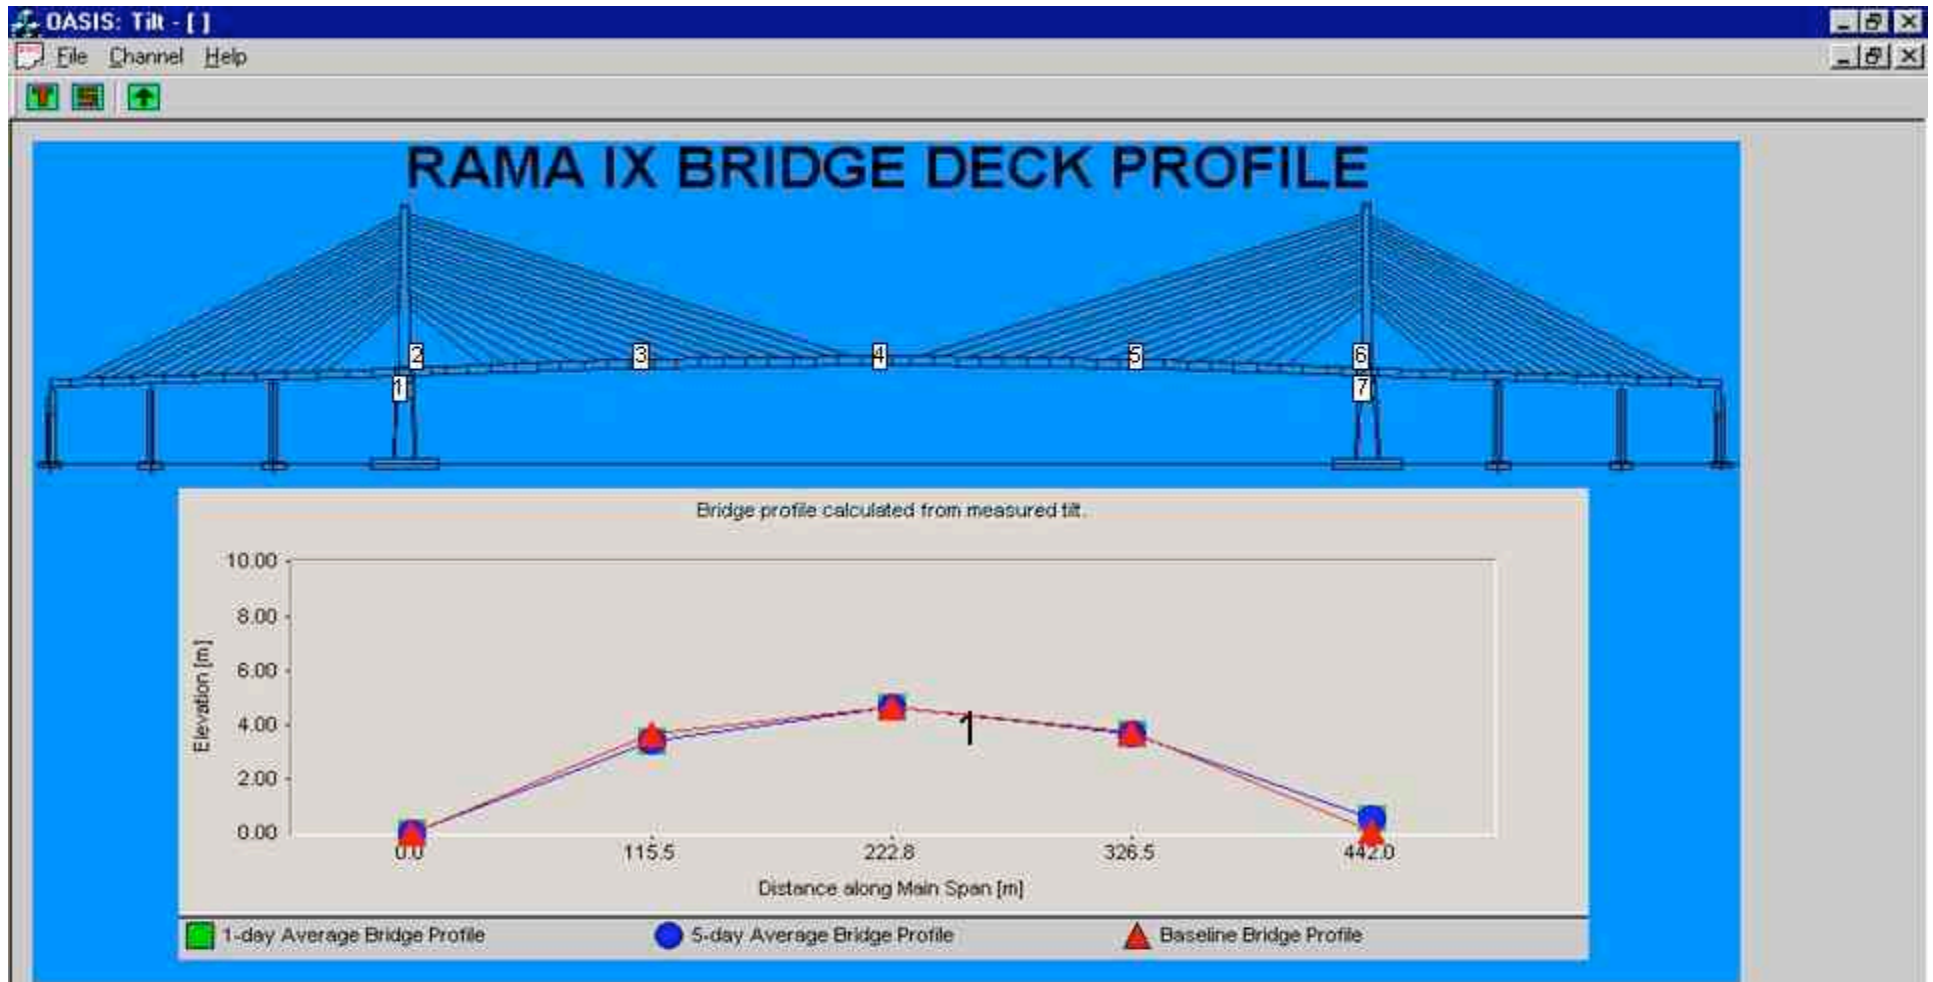 OASIS: Tilt - [ ]
File Channel Help
RAMA IX BRIDGE DECK PROFILE
2 3 4 5 6
1 7
Bridge profile calculated from measured tilt.
10.00
8.00
6.00
4.00
2.00
0.00
Elevation [m]
1
0.0 115.5 222.8 326.5 442.0
Distance along Main Span [m]
1-day Average Bridge Profile 5-day Average Bridge Profile Baseline Bridge Profile